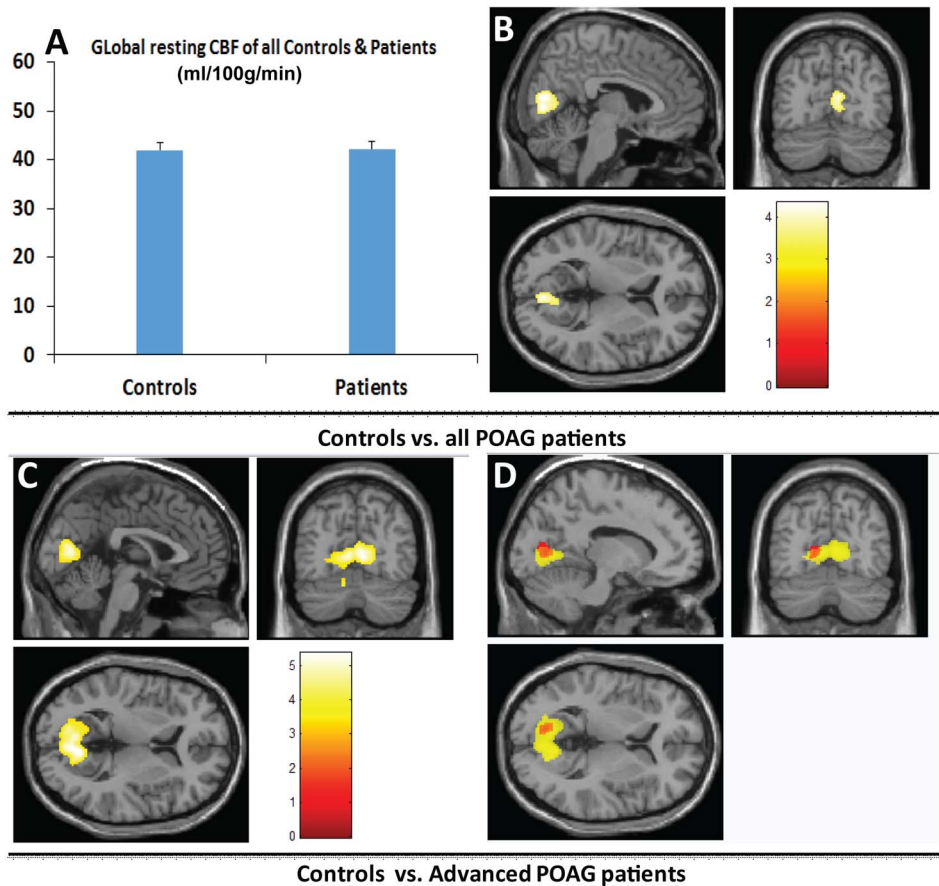 A
GLobal resting CBF of all Controls & Patients
(ml/100g/min)
60
50
40
30
20
10
0
Controls
Patients
B
4
3
2
1
0
Controls vs. all POAG patients
C
5
4
3
2
1
0
D
Controls vs. Advanced POAG patients